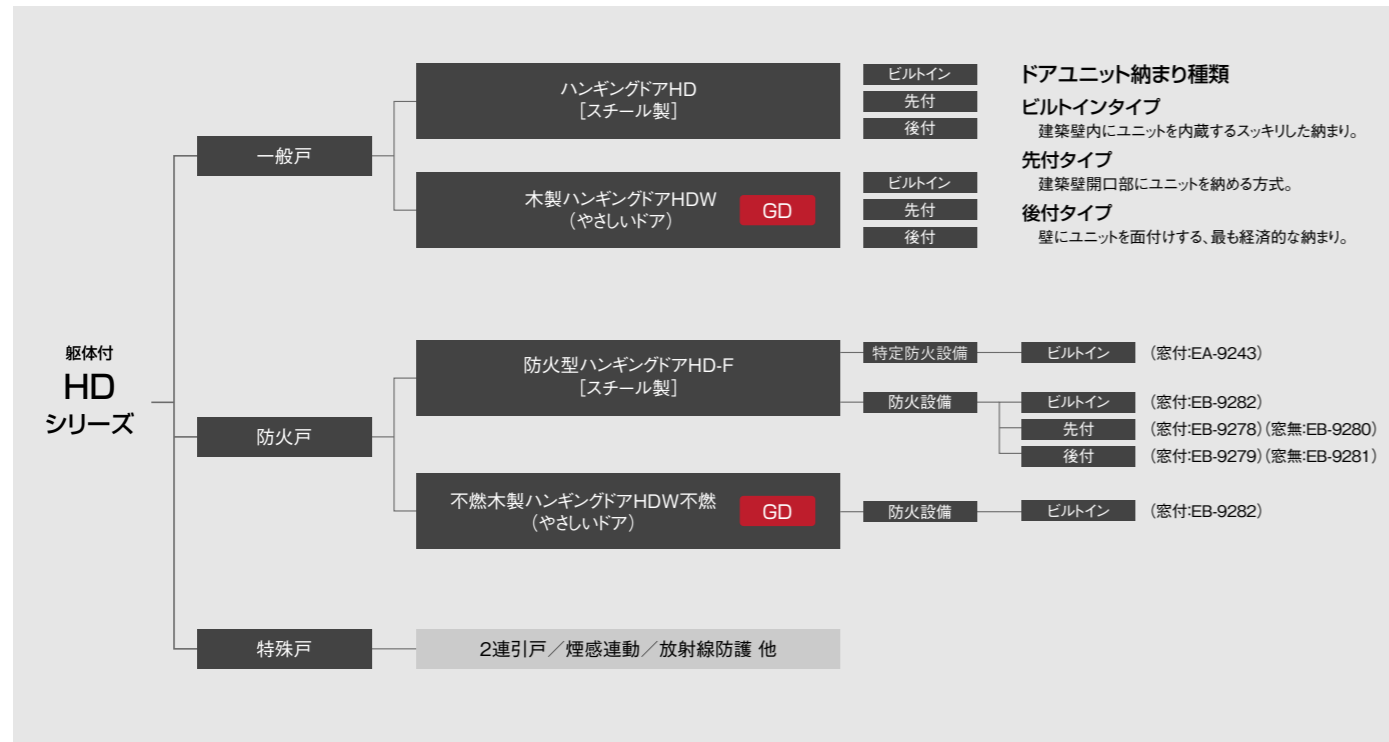 躯体付
HD
シリーズ
一般戸
ハンギングドアHD
[スチール製]
ビルトイン
先付
後付
木製ハンギングドアHDW
（やさしいドア）
GD
ビルトイン
先付
後付
ドアユニット納まり種類
ビルトインタイプ
建築壁内にユニットを内蔵するスッキリした納まり。
先付タイプ
建築壁開口部にユニットを納める方式。
後付タイプ
壁にユニットを面付けする、最も経済的な納まり。
防火戸
防火型ハンギングドアHD-F
[スチール製]
特定防火設備
ビルトイン
（窓付:EA-9243）
防火設備
ビルトイン
（窓付:EB-9282）
先付
（窓付:EB-9278）（窓無:EB-9280）
後付
（窓付:EB-9279）（窓無:EB-9281）
不燃木製ハンギングドアHDW不燃
（やさしいドア）
GD
防火設備
ビルトイン
（窓付:EB-9282）
特殊戸
2連引戸／煙感連動／放射線防護 他